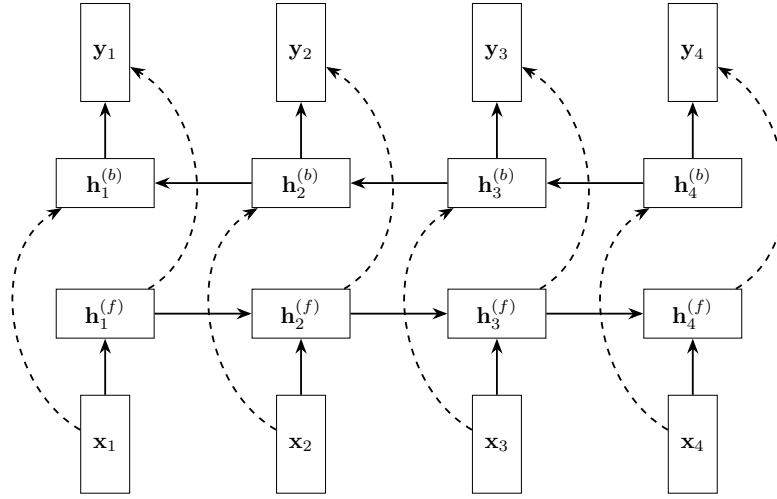 y₁ y₂ y₃ y₄
h₁⁽ᵇ⁾ h₂⁽ᵇ⁾ h₃⁽ᵇ⁾ h₄⁽ᵇ⁾
h₁⁽ᶠ⁾ h₂⁽ᶠ⁾ h₃⁽ᶠ⁾ h₄⁽ᶠ⁾
x₁ x₂ x₃ x₄